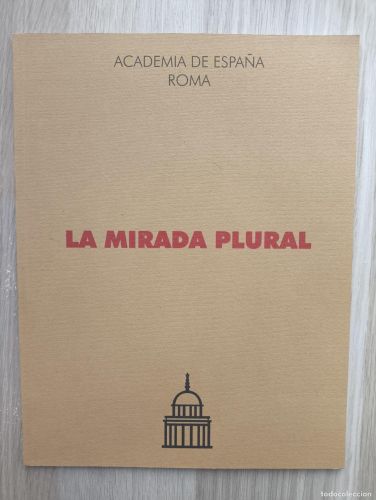 ACADEMIA DE ESPAÑA
ROMA
LA MIRADA PLURAL
todocoleccion